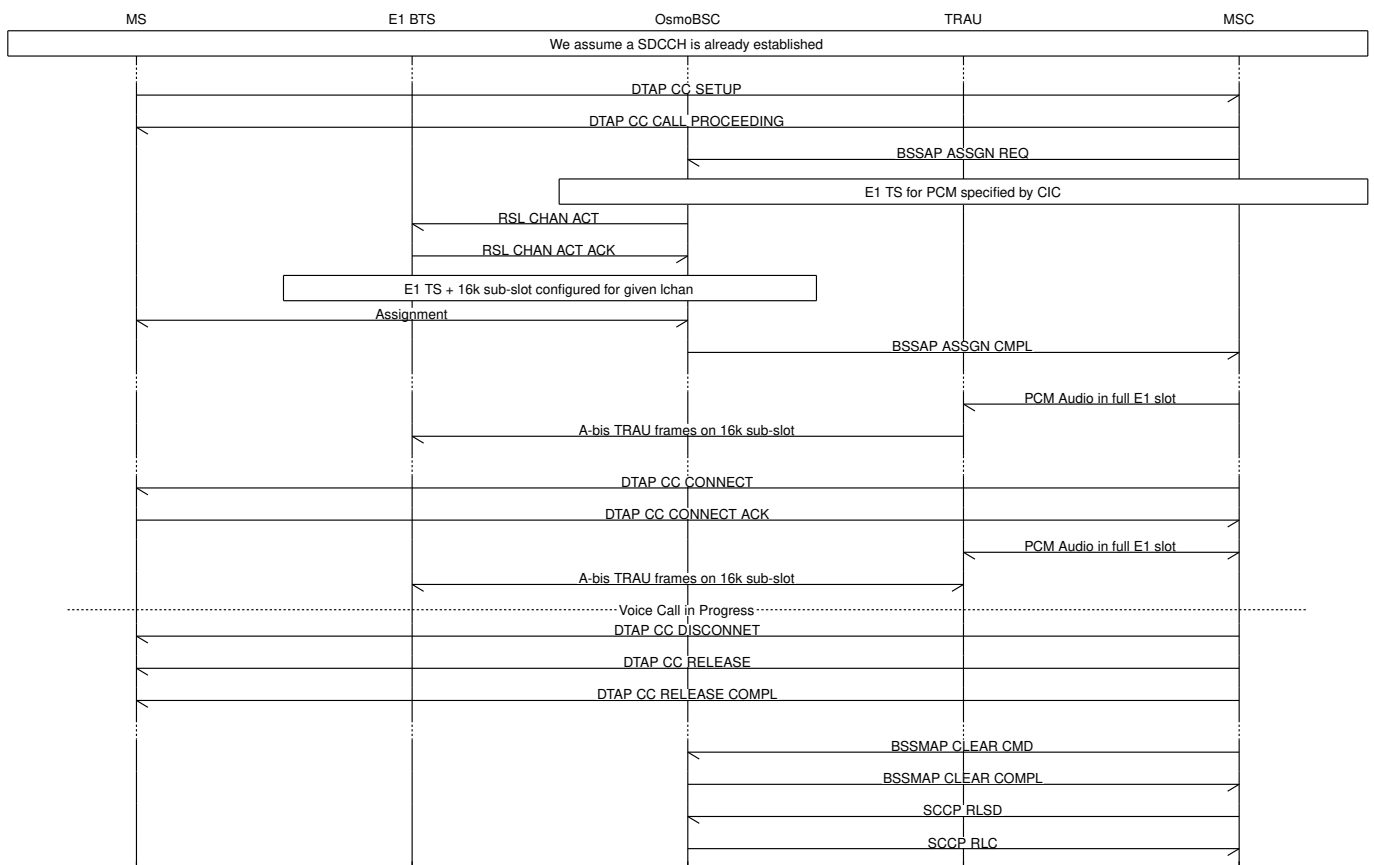 MS E1 BTS OsmoBSC TRAU MSC
We assume a SDCCH is already established
DTAP CC SETUP
DTAP CC CALL PROCEEDING
BSSAP ASSGN REQ
E1 TS for PCM specified by CIC
RSL CHAN ACT
RSL CHAN ACT ACK
E1 TS + 16k sub-slot configured for given lchan
Assignment
BSSAP ASSGN CMPL
PCM Audio in full E1 slot
A-bis TRAU frames on 16k sub-slot
DTAP CC CONNECT
DTAP CC CONNECT ACK
PCM Audio in full E1 slot
A-bis TRAU frames on 16k sub-slot
Voice Call in Progress
DTAP CC DISCONNET
DTAP CC RELEASE
DTAP CC RELEASE COMPL
BSSMAP CLEAR CMD
BSSMAP CLEAR COMPL
SCCP RLSD
SCCP RLC